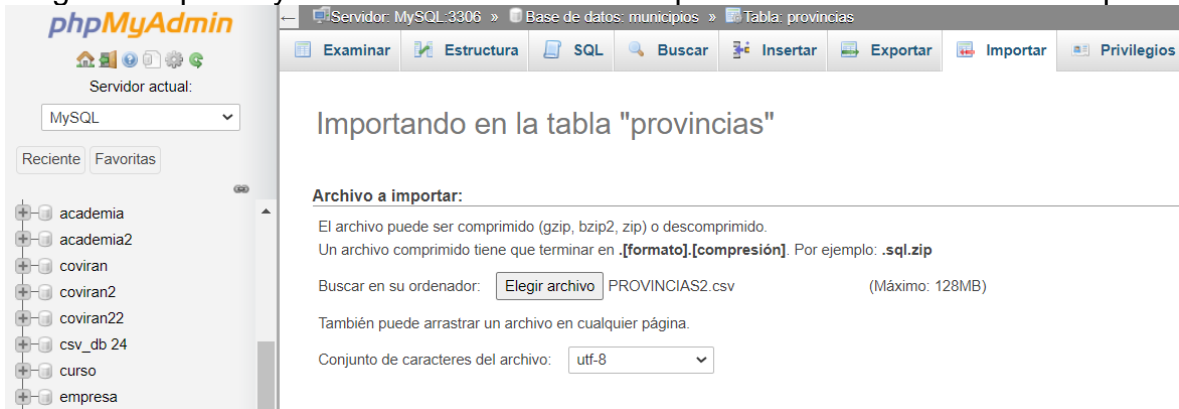 phpMyAdmin
Servidor actual:
MySQL
Reciente Favoritas
academia
academia2
coviran
coviran2
coviran22
csv_db 24
curso
empresa
← Servidor: MySQL:3306 » Base de datos: municipios » Tabla: provincias
Examinar Estructura SQL Buscar Insertar Exportar Importar Privilegios
Importando en la tabla "provincias"
Archivo a importar:
El archivo puede ser comprimido (gzip, bzip2, zip) o descomprimido.
Un archivo comprimido tiene que terminar en .[formato].[compresión]. Por ejemplo: .sql.zip
Buscar en su ordenador: Elegir archivo PROVINCIAS2.csv (Máximo: 128MB)
También puede arrastrar un archivo en cualquier página.
Conjunto de caracteres del archivo: utf-8